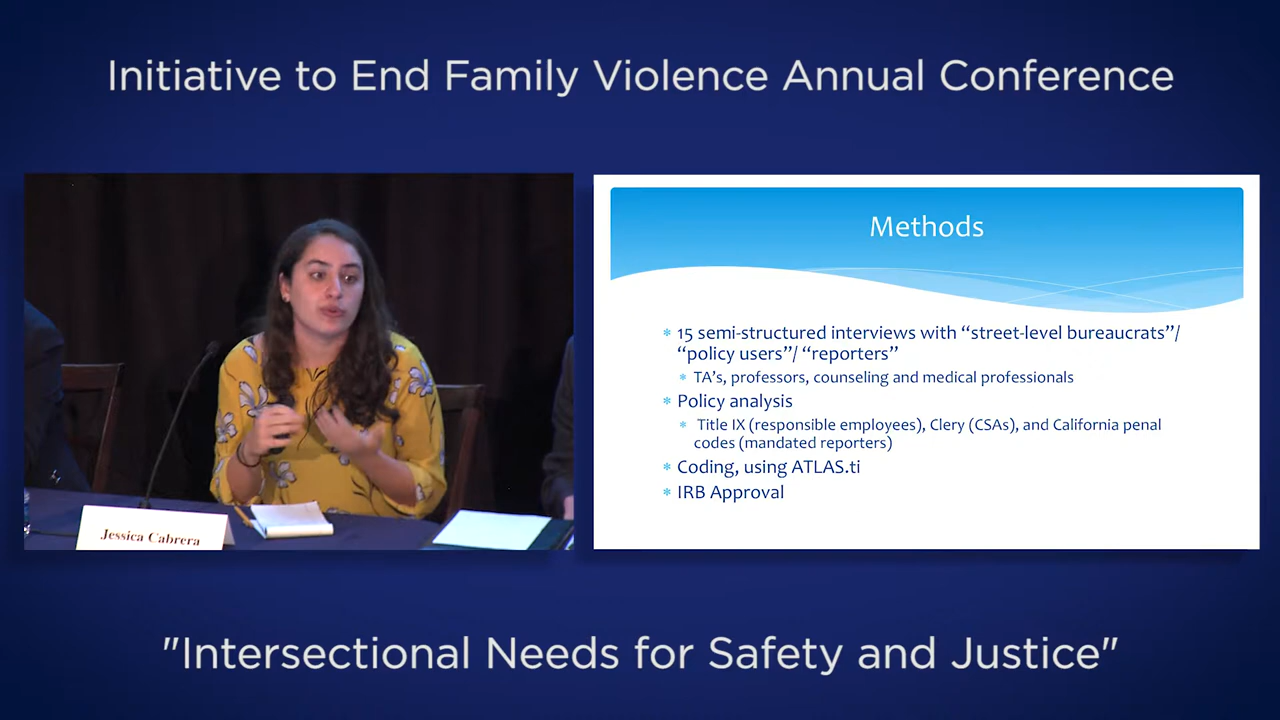 Initiative to End Family Violence Annual Conference
Jessica Cabrera
Methods
* 15 semi-structured interviews with “street-level bureaucrats”/
“policy users”/ “reporters”
* TA’s, professors, counseling and medical professionals
* Policy analysis
* Title IX (responsible employees), Clery (CSAs), and California penal
codes (mandated reporters)
* Coding, using ATLAS.ti
* IRB Approval
"Intersectional Needs for Safety and Justice"